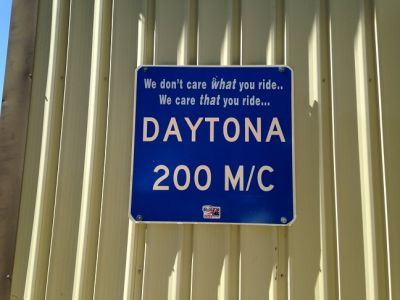 We don't care what you ride..
We care that you ride...
DAYTONA
200 M/C